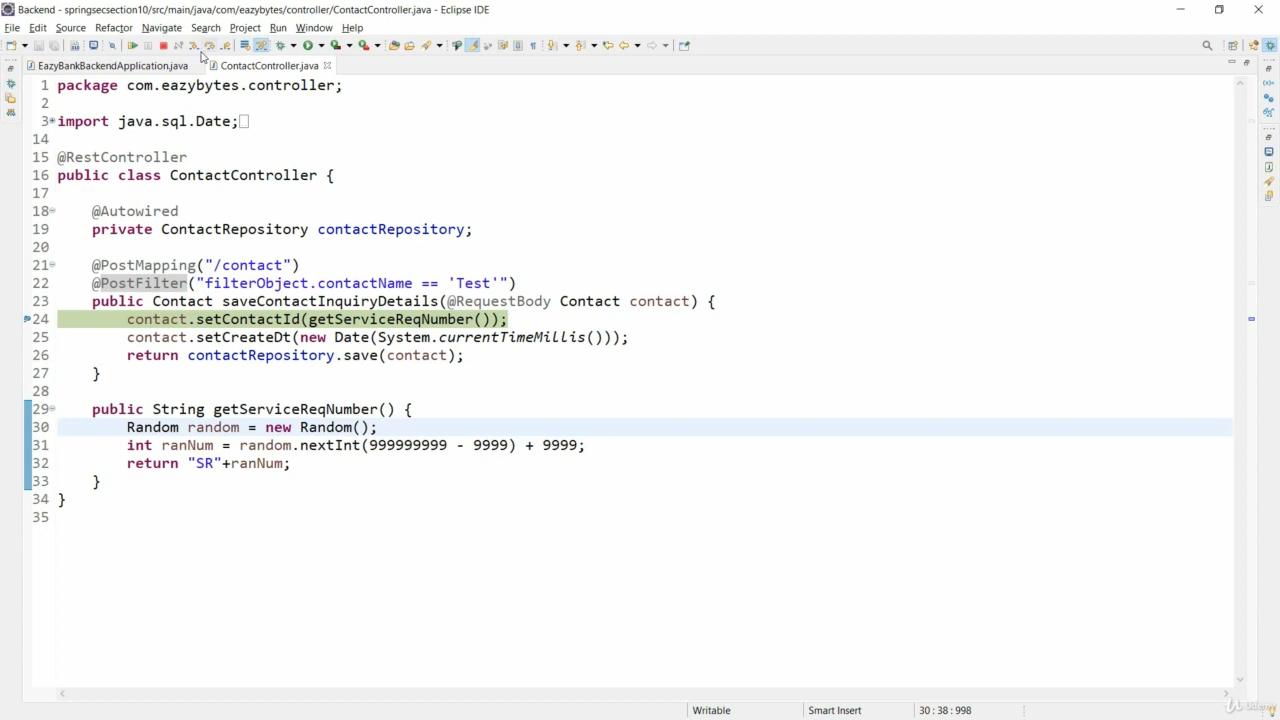 Backend - springsecsection10/src/main/java/com/eazybytes/controller/ContactController.java - Eclipse IDE
File Edit Source Refactor Navigate Search Project Run Window Help
EazyBankBackendApplication.java ContactController.java
1 package com.eazybytes.controller;
2
3 import java.sql.Date;
14
15 @RestController
16 public class ContactController {
17
18 @Autowired
19 private ContactRepository contactRepository;
20
21 @PostMapping("/contact")
22 @PostFilter("filterObject.contactName == 'Test'")
23 public Contact saveContactInquiryDetails(@RequestBody Contact contact) {
24 contact.setContactId(getServiceReqNumber());
25 contact.setCreateDt(new Date(System.currentTimeMillis()));
26 return contactRepository.save(contact);
27 }
28
29 public String getServiceReqNumber() {
30 Random random = new Random();
31 int ranNum = random.nextInt(999999999 - 9999) + 9999;
32 return "SR"+ranNum;
33 }
34 }
35
Writable Smart Insert 30 : 38 : 998
Udemy